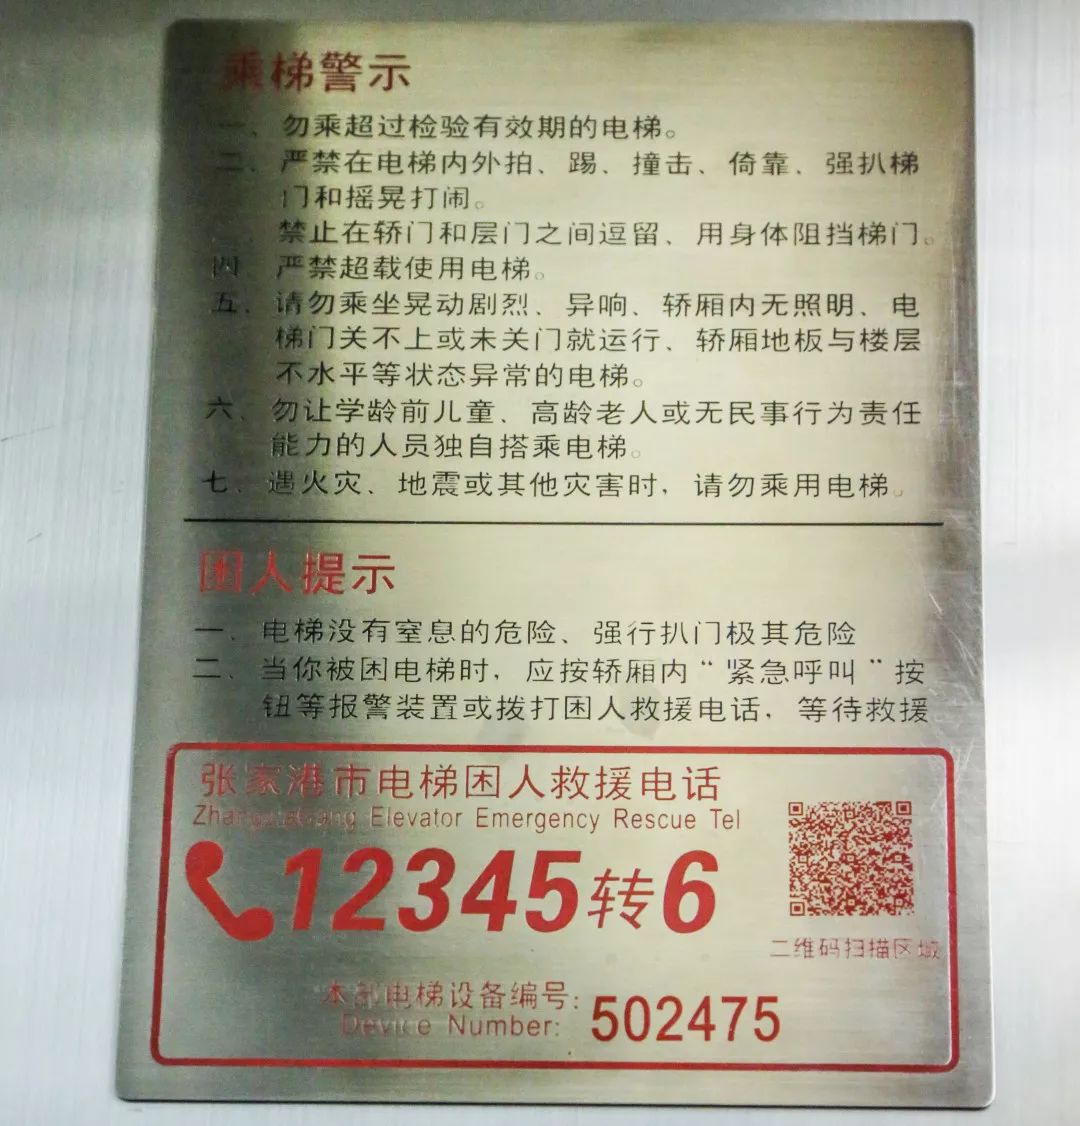 乘梯警示
一、勿乘超过检验有效期的电梯。
二、严禁在电梯内外拍、踢、撞击、倚靠、强扒梯
门和摇晃打闹。
禁止在轿门和层门之间逗留、用身体阻挡梯门。
四、严禁超载使用电梯。
五、请勿乘坐晃动剧烈、异响、轿厢内无照明、电
梯门关不上或未关门就运行、轿厢地板与楼层
不水平等状态异常的电梯。
六、勿让学龄前儿童、高龄老人或无民事行为责任
能力的人员独自搭乘电梯。
七、遇火灾、地震或其他灾害时，请勿乘用电梯。
困人提示
一、电梯没有窒息的危险、强行扒门极其危险
二、当你被困电梯时，应按轿厢内“紧急呼叫”按
钮等报警装置或拨打困人救援电话，等待救援
张家港市电梯困人救援电话
Zhangjiagang Elevator Emergency Rescue Tel
12345转6
二维码扫描区域
本部电梯设备编号:
Device Number: 502475